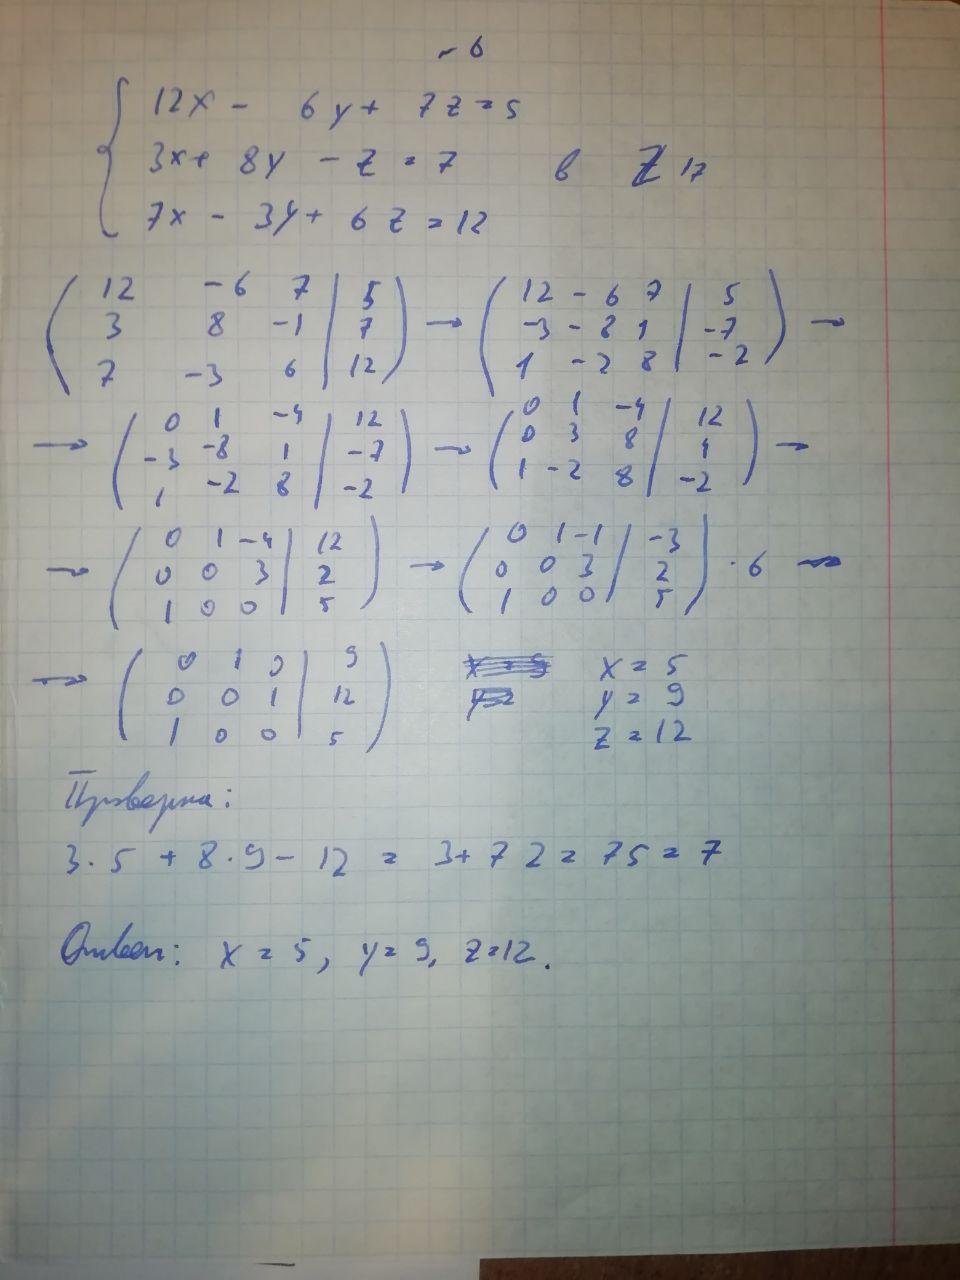 ~ 6
12x - 6y + 7z = 5
3x + 8y - z = 7 в Z 17
7x - 3y + 6z = 12
( 12 -6 7 | 5 ) → ( 12 -6 7 | 5 ) →
( 3 8 -1 | 7 ) ( -3 -8 1 | -7 )
( 7 -3 6 | 12 ) ( 1 -2 8 | -2 )
→ ( 0 1 -4 | 12 ) → ( 0 1 -4 | 12 ) →
( -3 -8 1 | -7 ) ( 0 3 8 | 4 )
( 1 -2 8 | -2 ) ( 1 -2 8 | -2 )
→ ( 0 1 -4 | 12 ) → ( 0 1 -1 | -3 ) · 6 →
( 0 0 3 | 2 ) ( 0 0 3 | 2 )
( 1 0 0 | 5 ) ( 1 0 0 | 5 )
→ ( 0 1 0 | 9 ) x = 5
( 0 0 1 | 12 ) y = 9
( 1 0 0 | 5 ) z = 12
Проверка:
3 · 5 + 8 · 9 - 12 = 3 + 72 = 75 = 7
Ответ: x = 5, y = 9, z = 12.